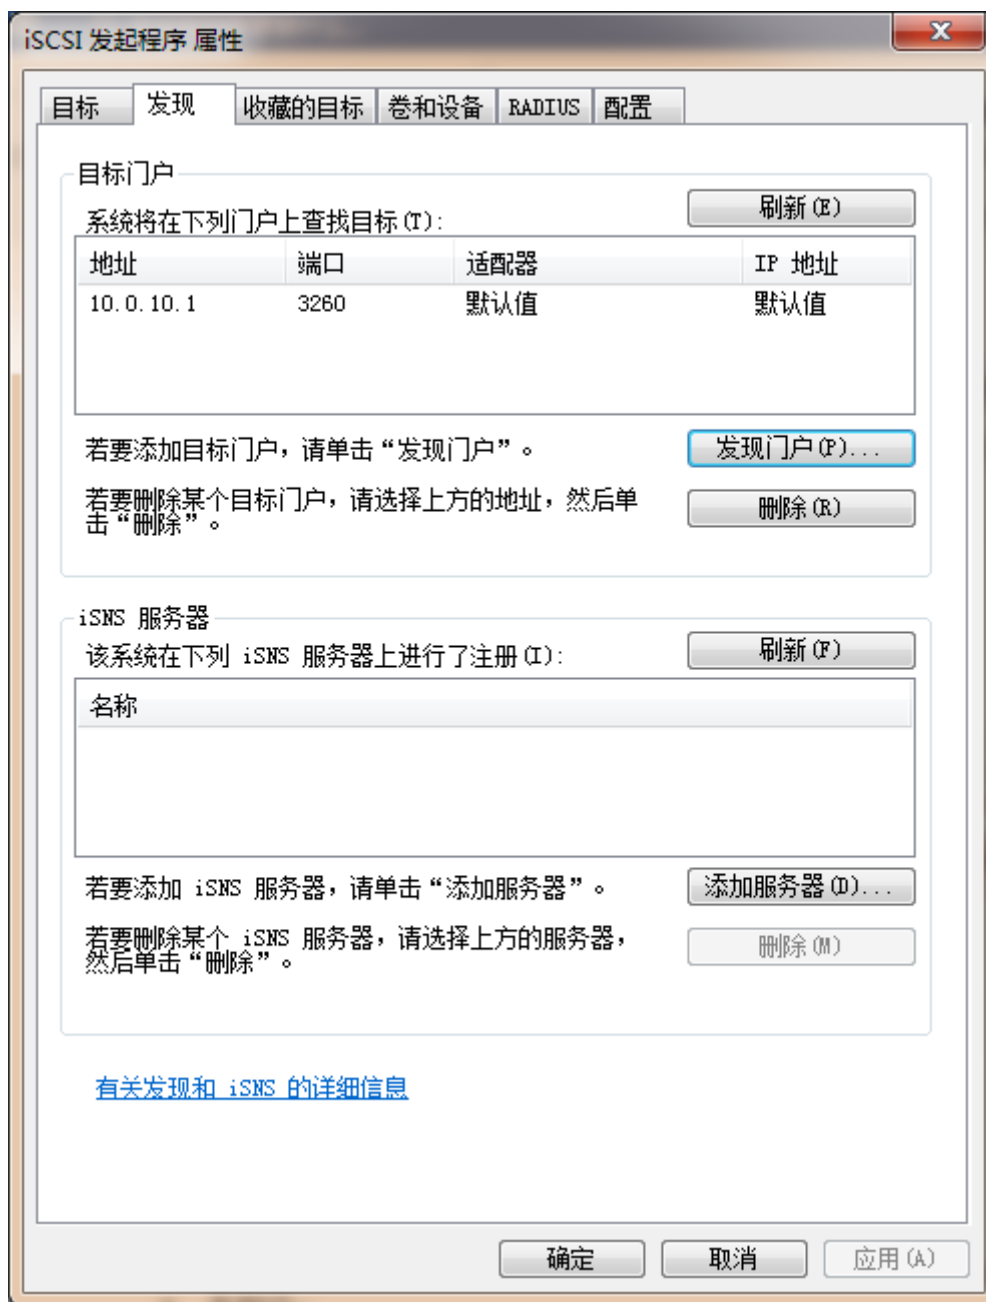 iSCSI 发起程序 属性
目标 发现 收藏的目标 卷和设备 RADIUS 配置
目标门户
系统将在下列门户上查找目标(T):
刷新(E)
地址 端口 适配器 IP 地址
10.0.10.1 3260 默认值 默认值
若要添加目标门户，请单击“发现门户”。
发现门户(P)...
若要删除某个目标门户，请选择上方的地址，然后单
击“删除”。
删除(R)
iSNS 服务器
该系统在下列 iSNS 服务器上进行了注册(I):
刷新(F)
名称
若要添加 iSNS 服务器，请单击“添加服务器”。
添加服务器(D)...
若要删除某个 iSNS 服务器，请选择上方的服务器，
然后单击“删除”。
删除(M)
有关发现和 iSNS 的详细信息
确定 取消 应用(A)